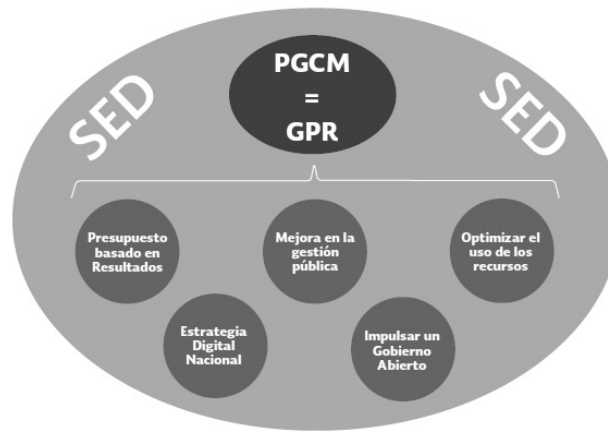 SED
PGCM
=
GPR
SED
Presupuesto
basado en
Resultados
Mejora en la
gestión
pública
Optimizar el
uso de los
recursos
Estrategia
Digital
Nacional
Impulsar un
Gobierno
Abierto